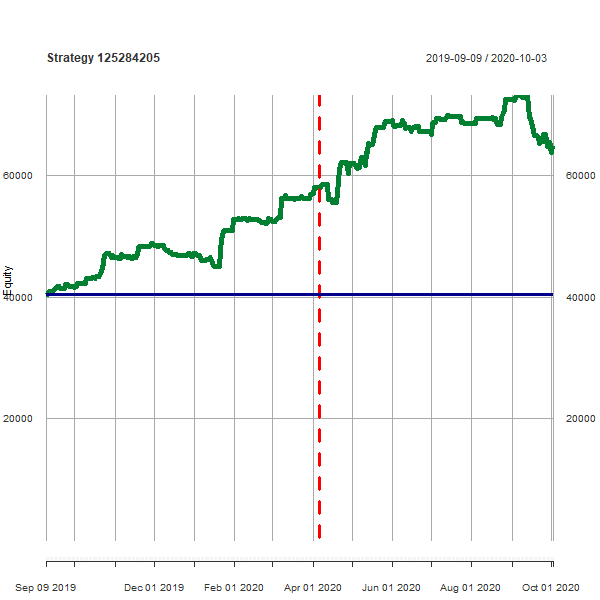 Strategy 125284205
2019-09-09 / 2020-10-03
60000
60000
Equity
40000
40000
20000
20000
Sep 09 2019
Dec 01 2019
Feb 01 2020
Apr 01 2020
Jun 01 2020
Aug 01 2020
Oct 01 2020